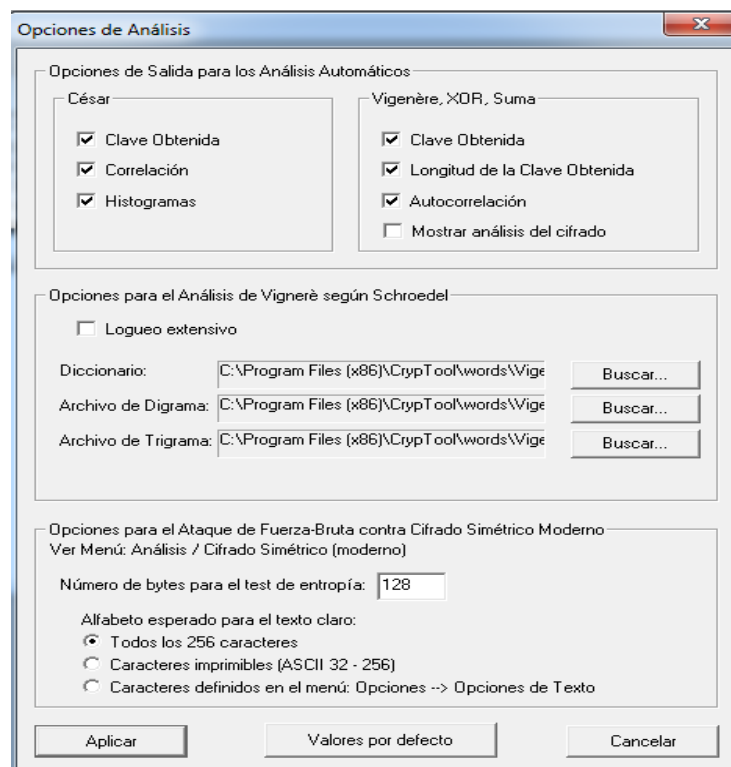 Opciones de Análisis
Opciones de Salida para los Análisis Automáticos
César
Clave Obtenida
Correlación
Histogramas
Vigenère, XOR, Suma
Clave Obtenida
Longitud de la Clave Obtenida
Autocorrelación
Mostrar análisis del cifrado
Opciones para el Análisis de Vignerè según Schroedel
Logueo extensivo
Diccionario: C:\Program Files (x86)\CrypTool\words\Vige Buscar...
Archivo de Digrama: C:\Program Files (x86)\CrypTool\words\Vige Buscar...
Archivo de Trigrama: C:\Program Files (x86)\CrypTool\words\Vige Buscar...
Opciones para el Ataque de Fuerza-Bruta contra Cifrado Simétrico Moderno
Ver Menú: Análisis / Cifrado Simétrico (moderno)
Número de bytes para el test de entropía: 128
Alfabeto esperado para el texto claro:
Todos los 256 caracteres
Caracteres imprimibles (ASCII 32 - 256)
Caracteres definidos en el menú: Opciones --> Opciones de Texto
Aplicar Valores por defecto Cancelar